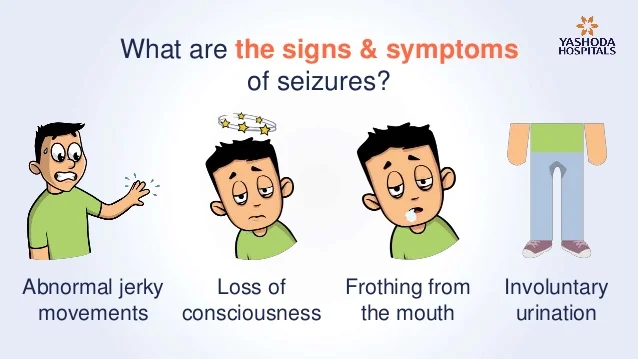 What are the signs & symptoms
of seizures?
YASHODA
HOSPITALS
Abnormal jerky
movements
Loss of
consciousness
Frothing from
the mouth
Involuntary
urination